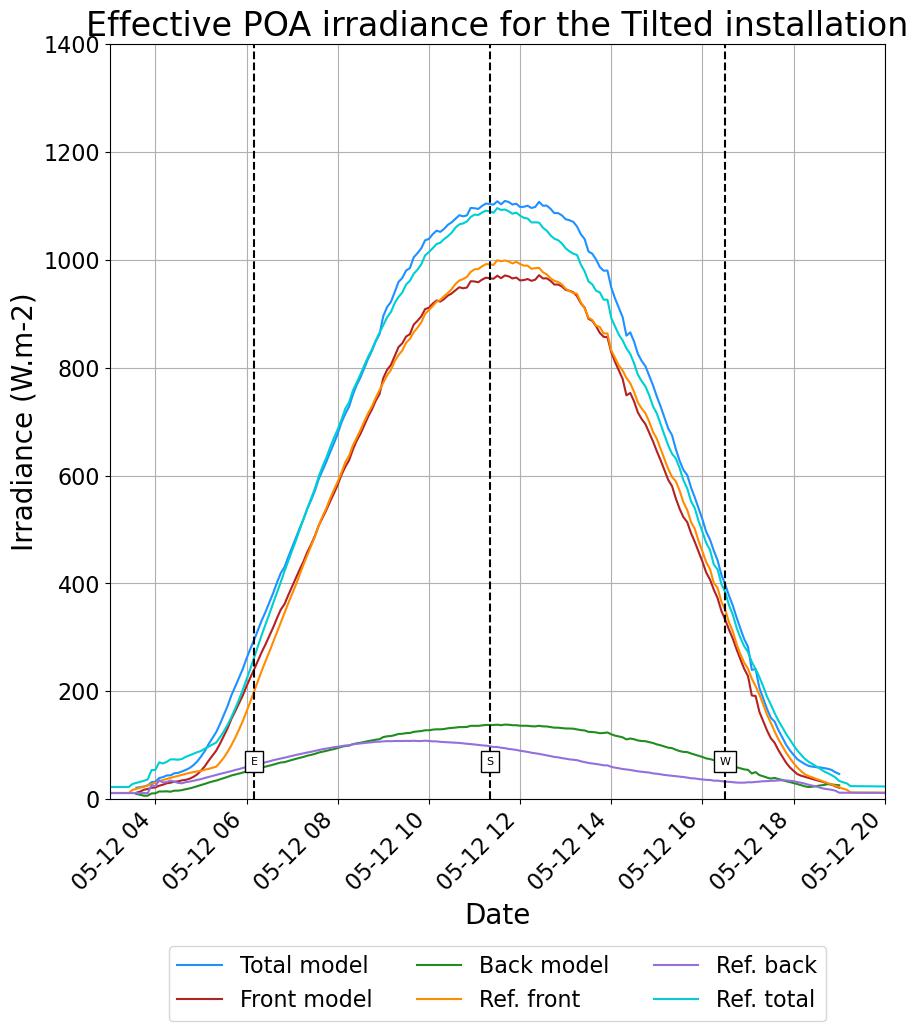 Effective POA irradiance for the Tilted installation
1400
1200
1000
800
600
400
200
0
Irradiance (W.m-2)
E
S
W
05-12 04
05-12 06
05-12 08
05-12 10
05-12 12
05-12 14
05-12 16
05-12 18
05-12 20
Date
Total model
Back model
Ref. back
Front model
Ref. front
Ref. total